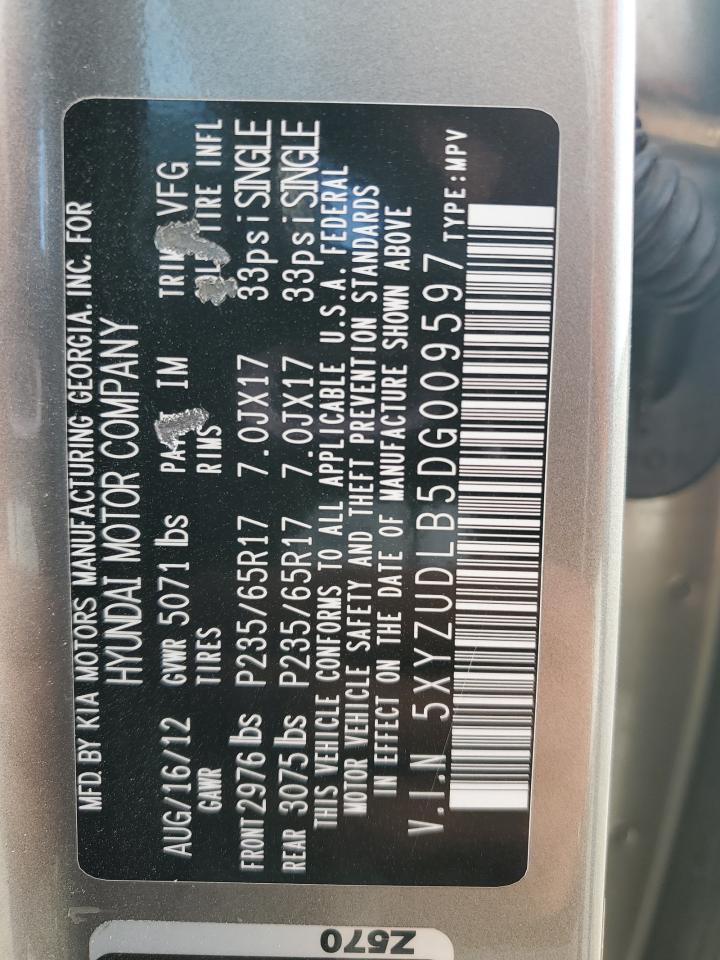 MFD. BY KIA MOTORS MANUFACTURING GEORGIA. INC. FOR
HYUNDAI MOTOR COMPANY
AUG/16/12 GVWR 5071 lbs IM VFG
GAWR TIRES RIMS TIRE INFL
FRONT 2976 lbs P235/65R17 7.0JX17 33psi SINGLE
REAR 3075 lbs P235/65R17 7.0JX17 33psi SINGLE
THIS VEHICLE CONFORMS TO ALL APPLICABLE U.S.A. FEDERAL
MOTOR VEHICLE SAFETY AND THEFT PREVENTION STANDARDS
IN EFFECT ON THE DATE OF MANUFACTURE SHOWN ABOVE
V.I.N 5XYZUDLB5DG009597 TYPE:MPV
Z570